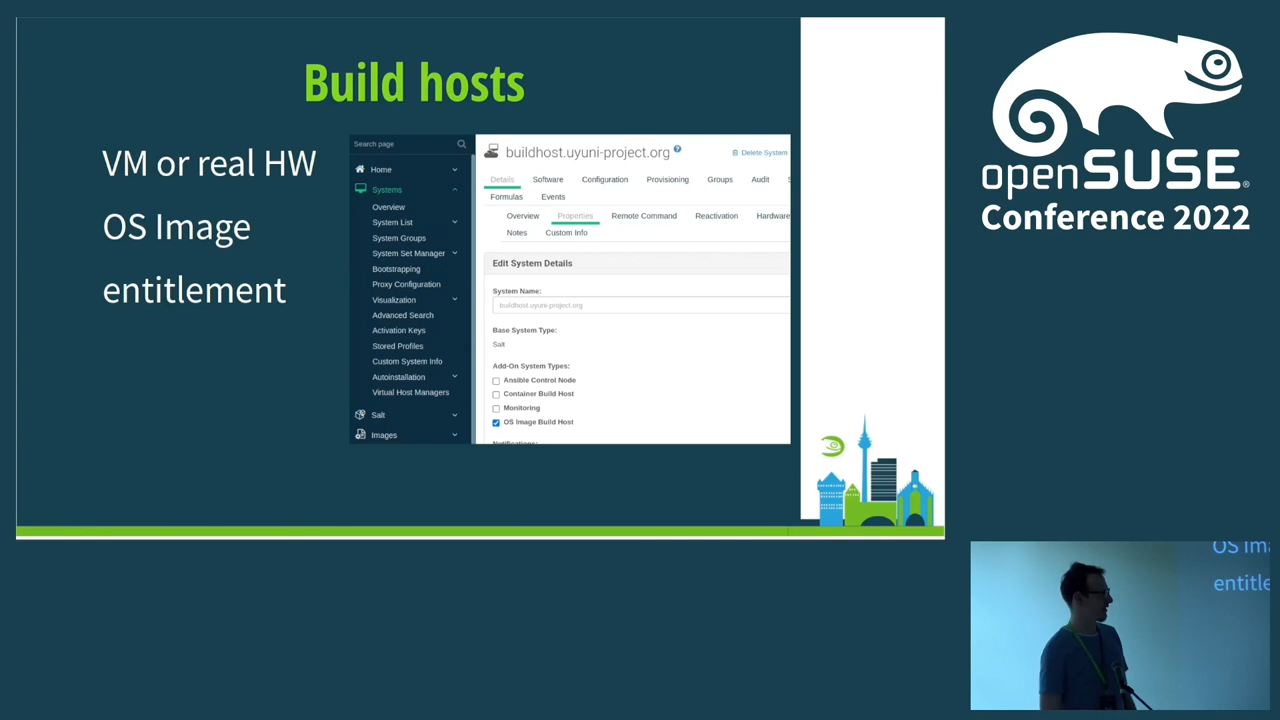 Build hosts
VM or real HW
OS Image
entitlement
Search page
Home
Systems
Overview
System List
System Groups
System Set Manager
Bootstrapping
Proxy Configuration
Visualization
Advanced Search
Activation Keys
Stored Profiles
Custom System Info
Autoinstallation
Virtual Host Managers
Salt
Images
buildhost.uyuni-project.org ?
Delete System
Details Software Configuration Provisioning Groups Audit
Formulas Events
Overview Properties Remote Command Reactivation Hardware
Notes Custom Info
Edit System Details
System Name:
buildhost.uyuni-project.org
Base System Type:
Salt
Add-On System Types:
Ansible Control Node
Container Build Host
Monitoring
OS Image Build Host
openSUSE®
Conference 2022
OS Ima
entitle